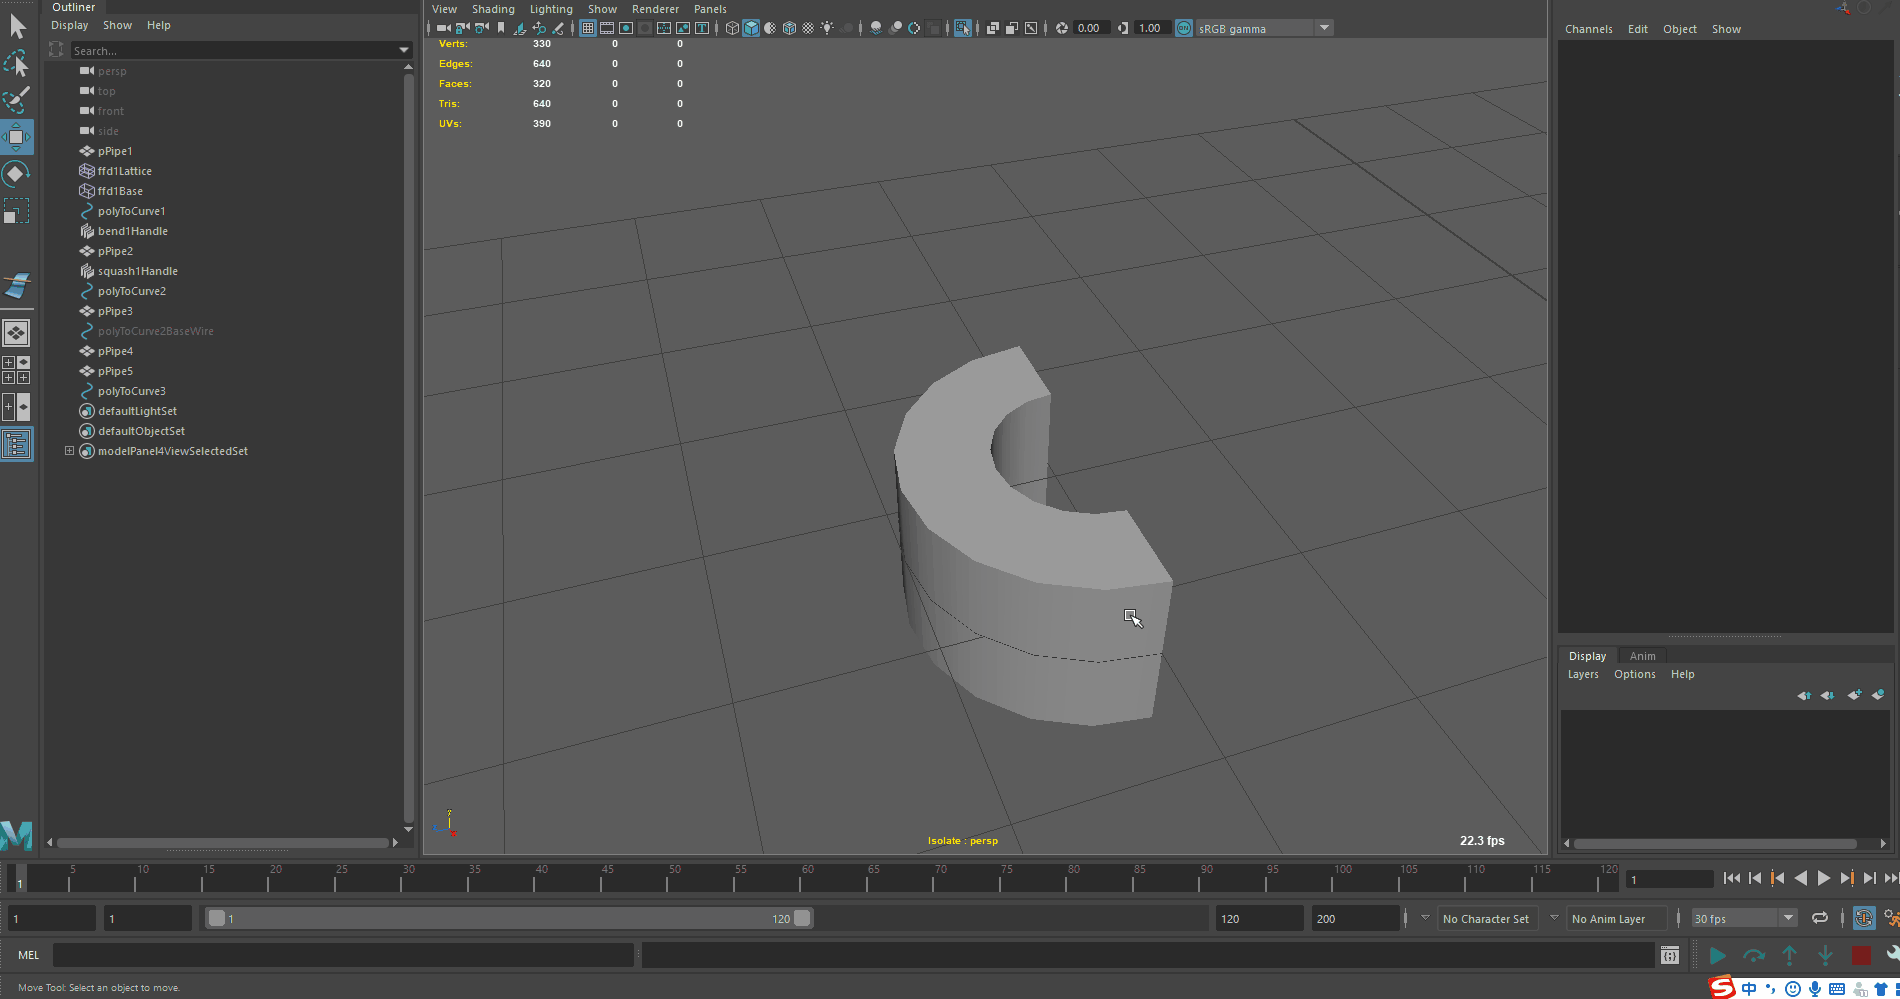 Outliner
Display Show Help
Search...
persp
top
front
side
pPipe1
ffd1Lattice
ffd1Base
polyToCurve1
bend1Handle
pPipe2
squash1Handle
polyToCurve2
pPipe3
polyToCurve2BaseWire
pPipe4
pPipe5
polyToCurve3
defaultLightSet
defaultObjectSet
modelPanel4ViewSelectedSet
View Shading Lighting Show Renderer Panels
0.00 1.00 ON sRGB gamma
Verts: 330 0 0
Edges: 640 0 0
Faces: 320 0 0
Tris: 640 0 0
UVs: 390 0 0
Isolate : persp
22.3 fps
Channels Edit Object Show
Display Anim
Layers Options Help
1 5 10 15 20 25 30 35 40 45 50 55 60 65 70 75 80 85 90 95 100 105 110 115 120 1
1 1 1 120 120 200 No Character Set No Anim Layer 30 fps
MEL
Move Tool: Select an object to move.
中